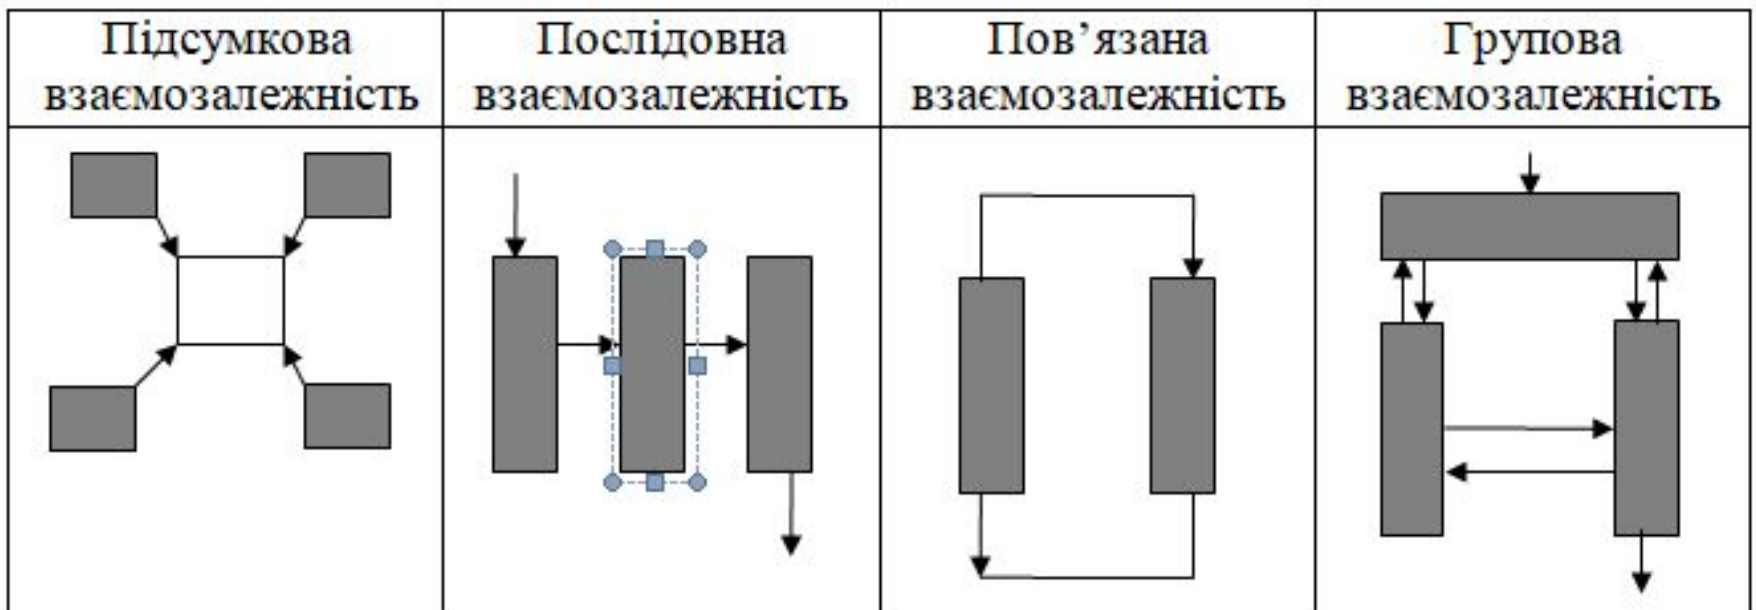 Підсумкова
взаємозалежність
Послідовна
взаємозалежність
Пов’язана
взаємозалежність
Групова
взаємозалежність